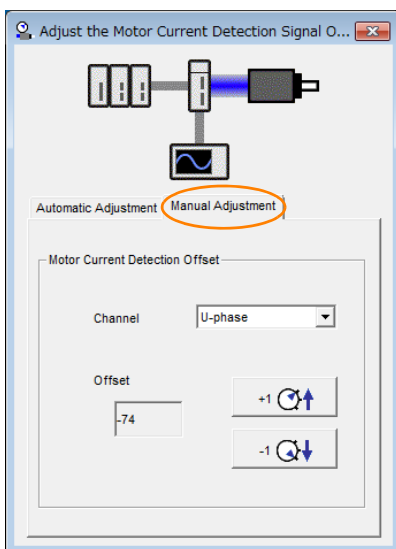 Adjust the Motor Current Detection Signal O...
Automatic Adjustment Manual Adjustment
Motor Current Detection Offset
Channel U-phase
Offset
-74
+1
-1